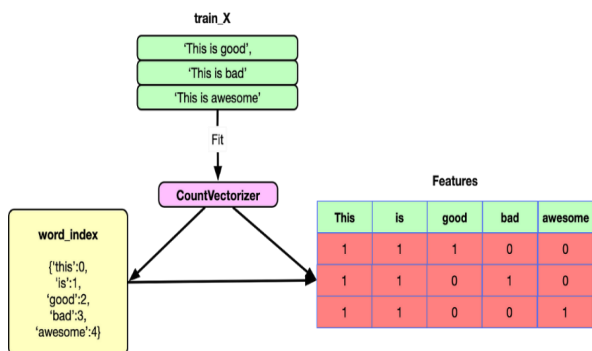 train_X
‘This is good’,
‘This is bad’
‘This is awesome’
Fit
CountVectorizer
word_index
{'this':0,
'is':1,
'good':2,
'bad':3,
'awesome':4}
Features
This is good bad awesome
1 1 1 0 0
1 1 0 1 0
1 1 0 0 1